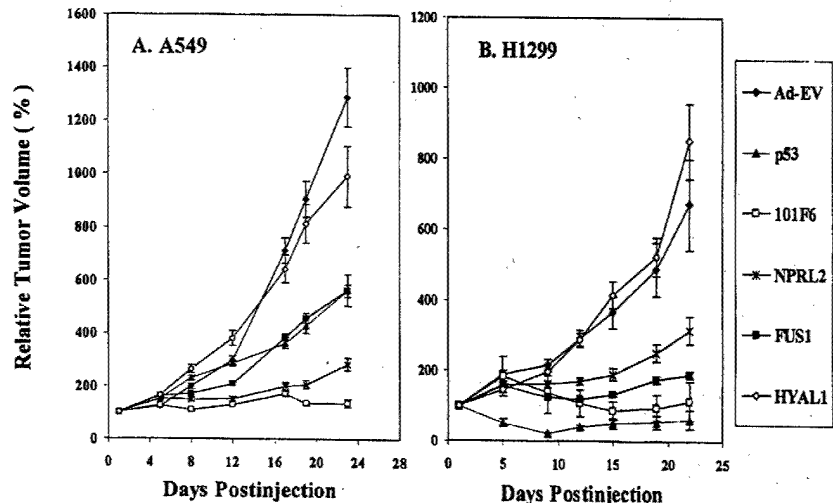 A. A549
B. H1299
Relative Tumor Volume ( % )
1600
1400
1200
1000
800
600
400
200
0
0
4
8
12
16
20
24
28
Days Postinjection
1200
1000
800
600
400
200
0
0
5
10
15
20
25
Days Postinjection
Ad-EV
p53
101F6
NPRL2
FUS1
HYAL1